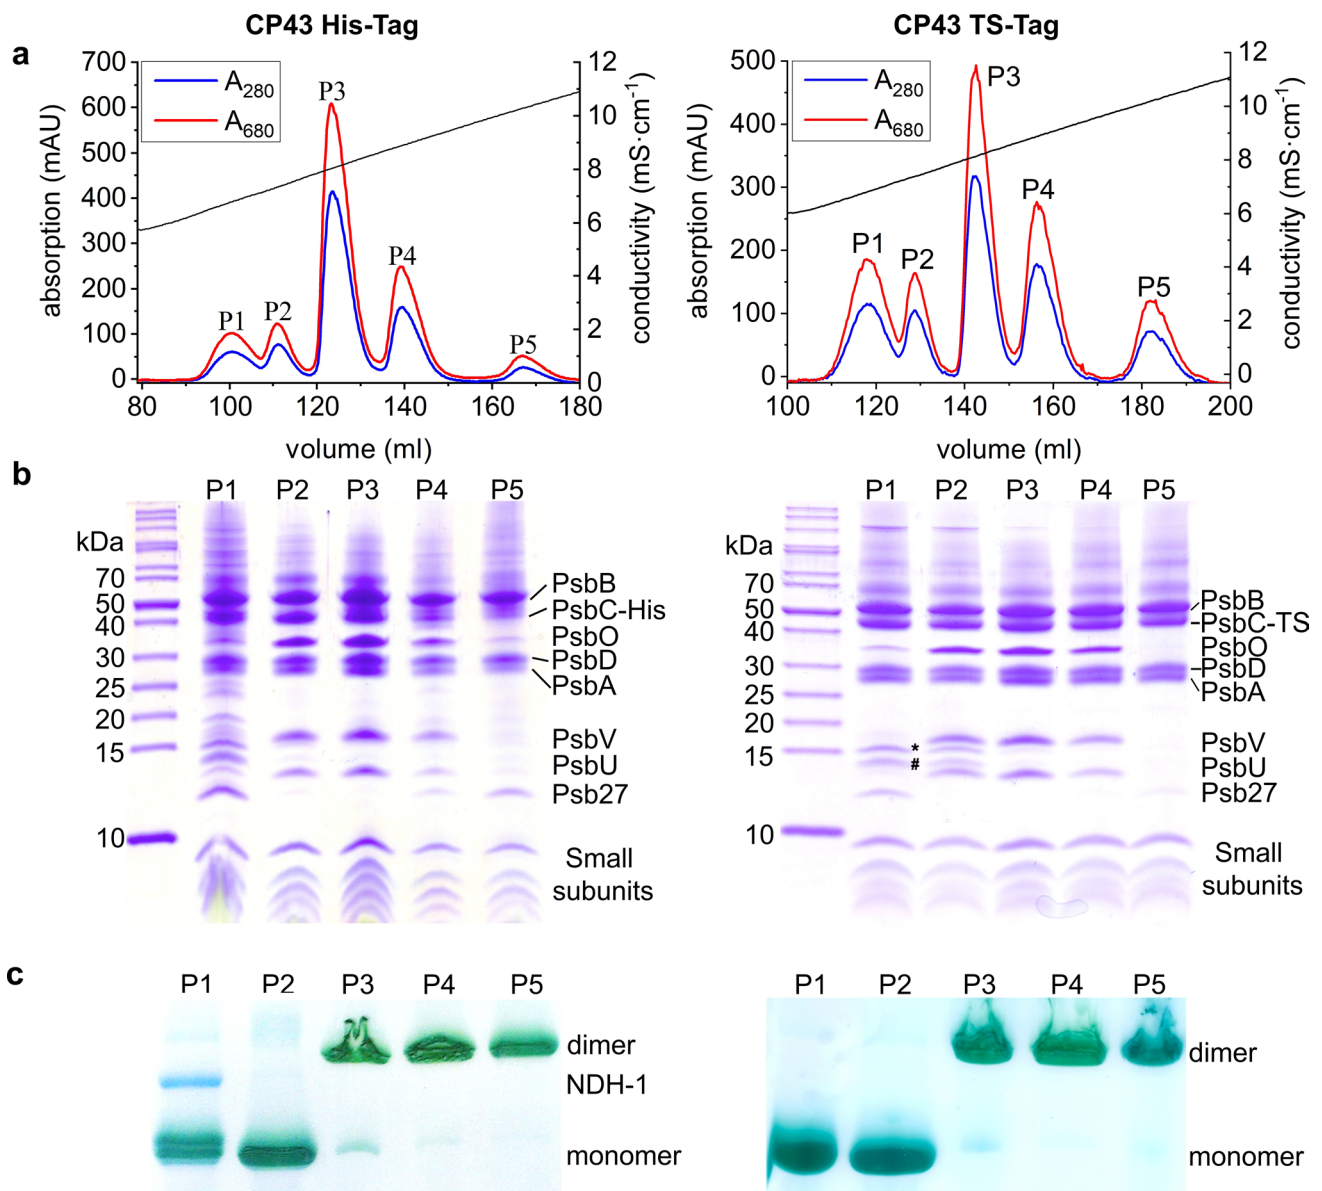 CP43 His-Tag
CP43 TS-Tag
a
700
600
500
400
300
200
100
0
absorption (mAU)
A280
A680
P1
P2
P3
P4
P5
12
10
8
6
4
2
0
conductivity (mS·cm-1)
80 100 120 140 160 180
volume (ml)
500
400
300
200
100
0
absorption (mAU)
A280
A680
P1
P2
P3
P4
P5
12
10
8
6
4
2
0
conductivity (mS·cm-1)
100 120 140 160 180 200
volume (ml)
b
P1 P2 P3 P4 P5
kDa
70
50
40
30
25
20
15
10
PsbB
PsbC-His
PsbO
PsbD
PsbA
PsbV
PsbU
Psb27
Small
subunits
P1 P2 P3 P4 P5
kDa
70
50
40
30
25
20
15
10
*
#
PsbB
PsbC-TS
PsbO
PsbD
PsbA
PsbV
PsbU
Psb27
Small
subunits
c
P1 P2 P3 P4 P5
dimer
NDH-1
monomer
P1 P2 P3 P4 P5
dimer
monomer